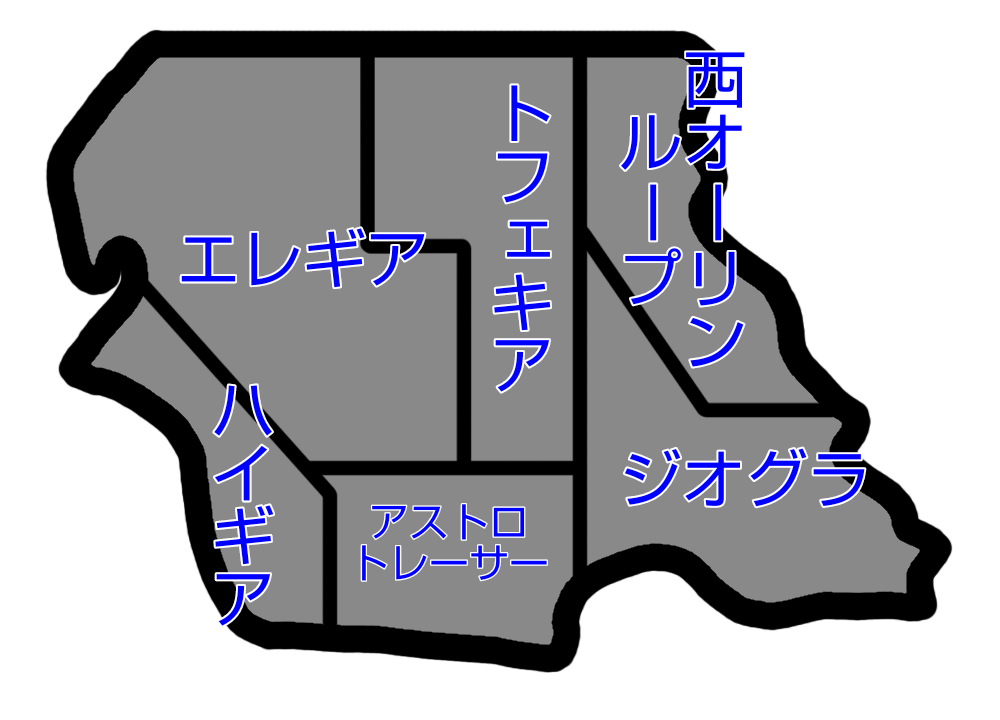 エレギア
トフェキア
西オーリン
ループ
ハイギア
アストロ
トレーサー
ジオグラ